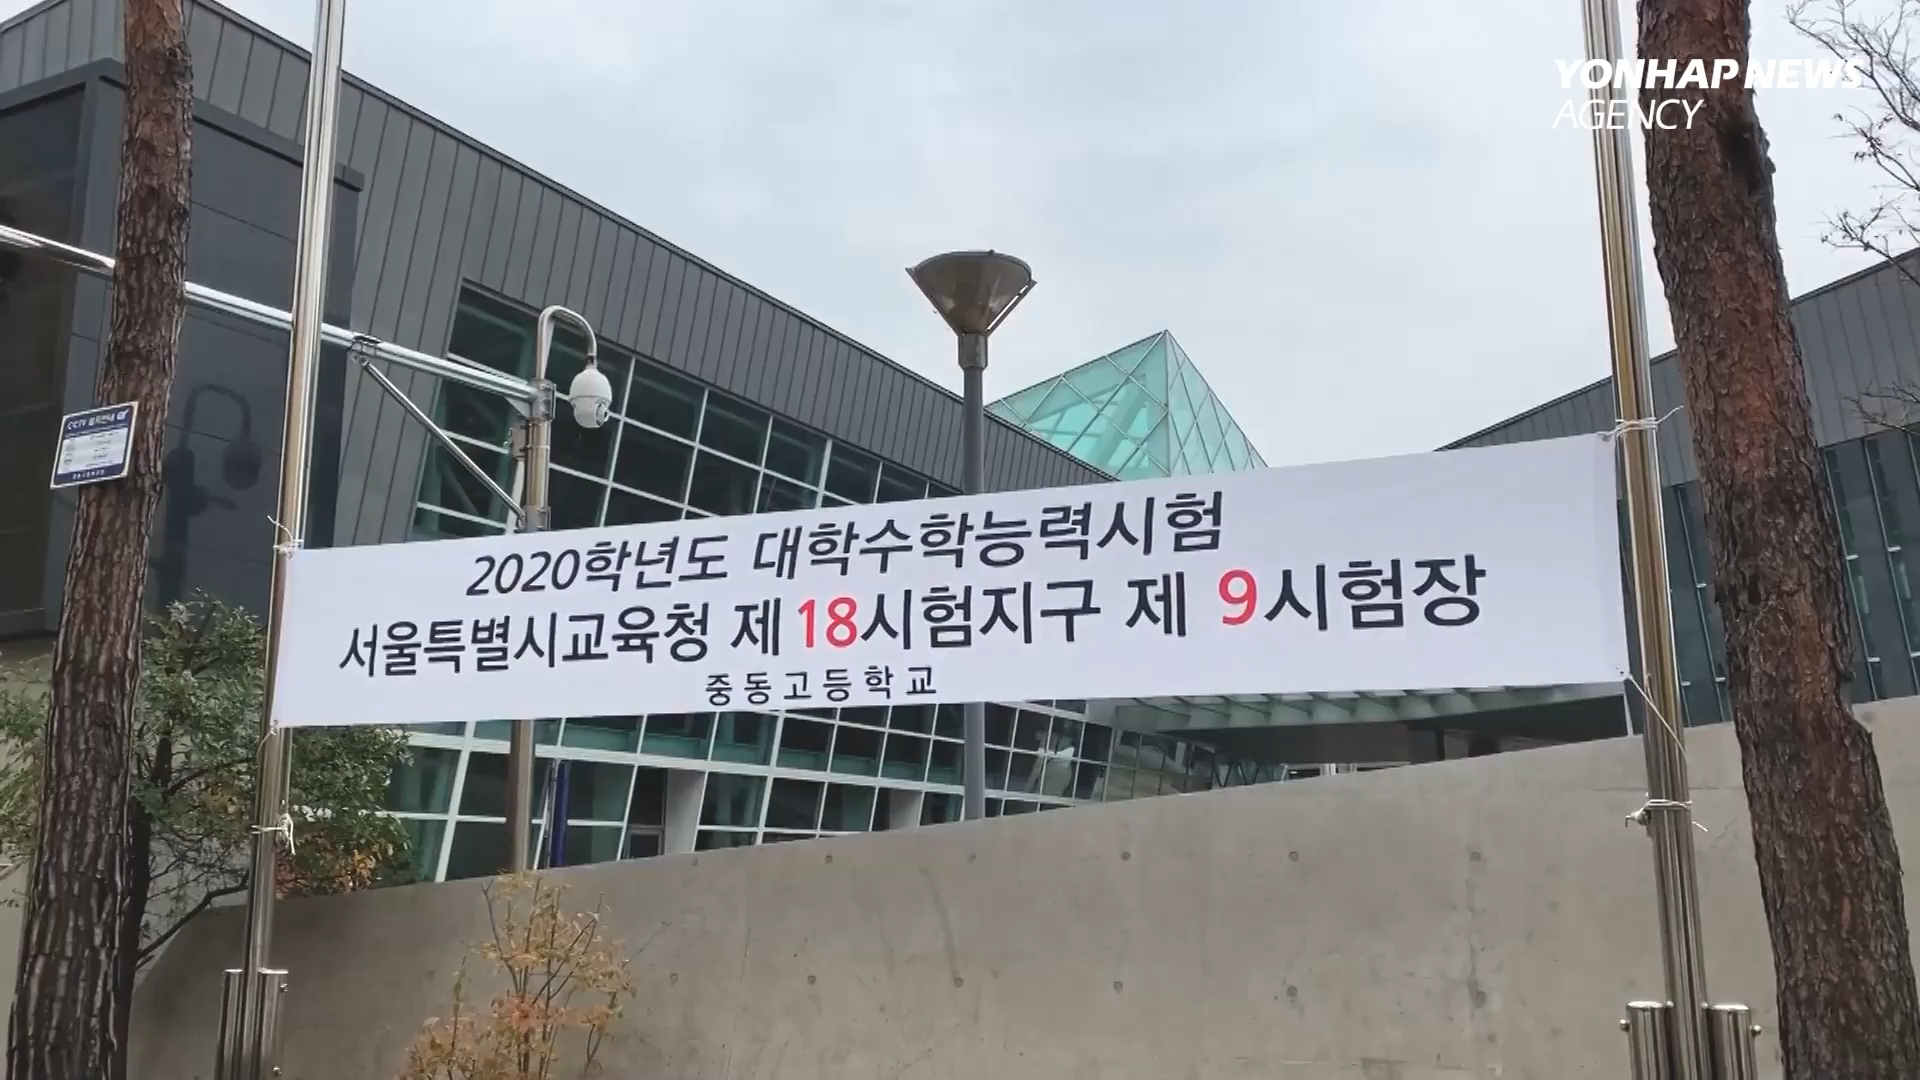 YONHAP NEWS
AGENCY
CCTV
2020학년도 대학수학능력시험
서울특별시교육청 제 18시험지구 제 9시험장
중동고등학교